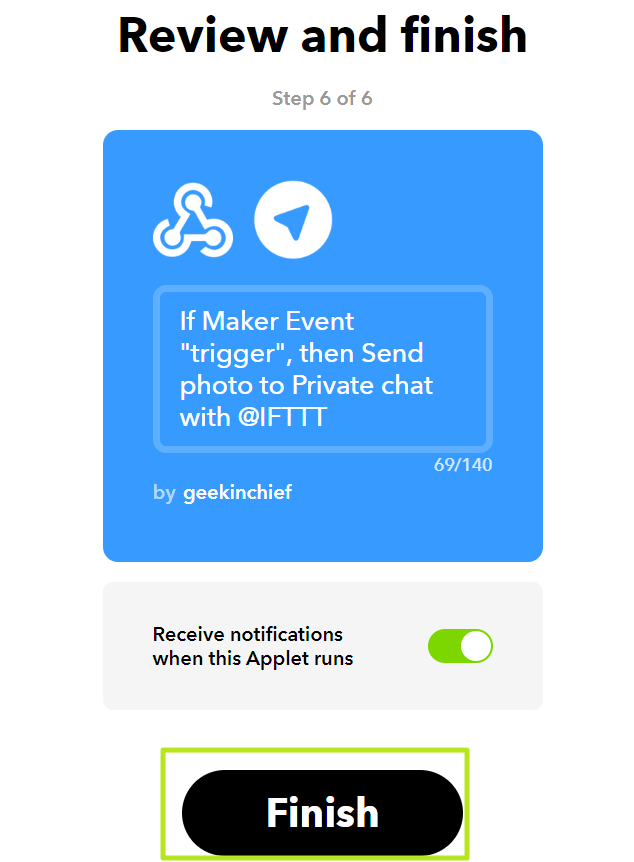 Review and finish
Step 6 of 6
If Maker Event
"trigger", then Send
photo to Private chat
with @IFTTT
69/140
by geekinchief
Receive notifications
when this Applet runs
Finish